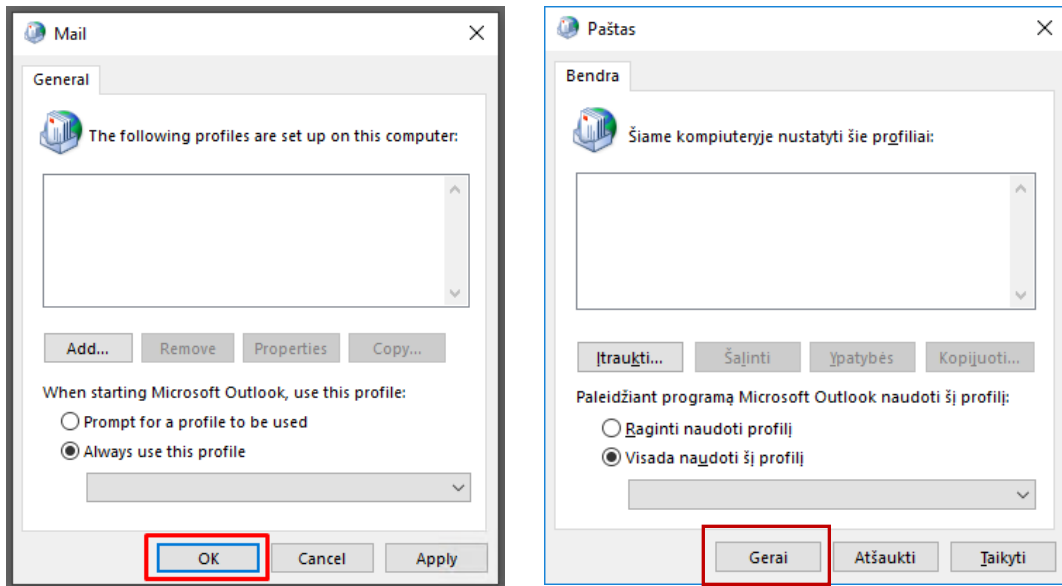 Mail
General
The following profiles are set up on this computer:
Add...
Remove
Properties
Copy...
When starting Microsoft Outlook, use this profile:
Prompt for a profile to be used
Always use this profile
OK
Cancel
Apply
Paštas
Bendra
Šiame kompiuteryje nustatyti šie profiliai:
Įtraukti...
Šalinti
Ypatybės
Kopijuoti...
Paleidžiant programą Microsoft Outlook naudoti šį profilį:
Raginti naudoti profilį
Visada naudoti šį profilį
Gerai
Atšaukti
Taikyti